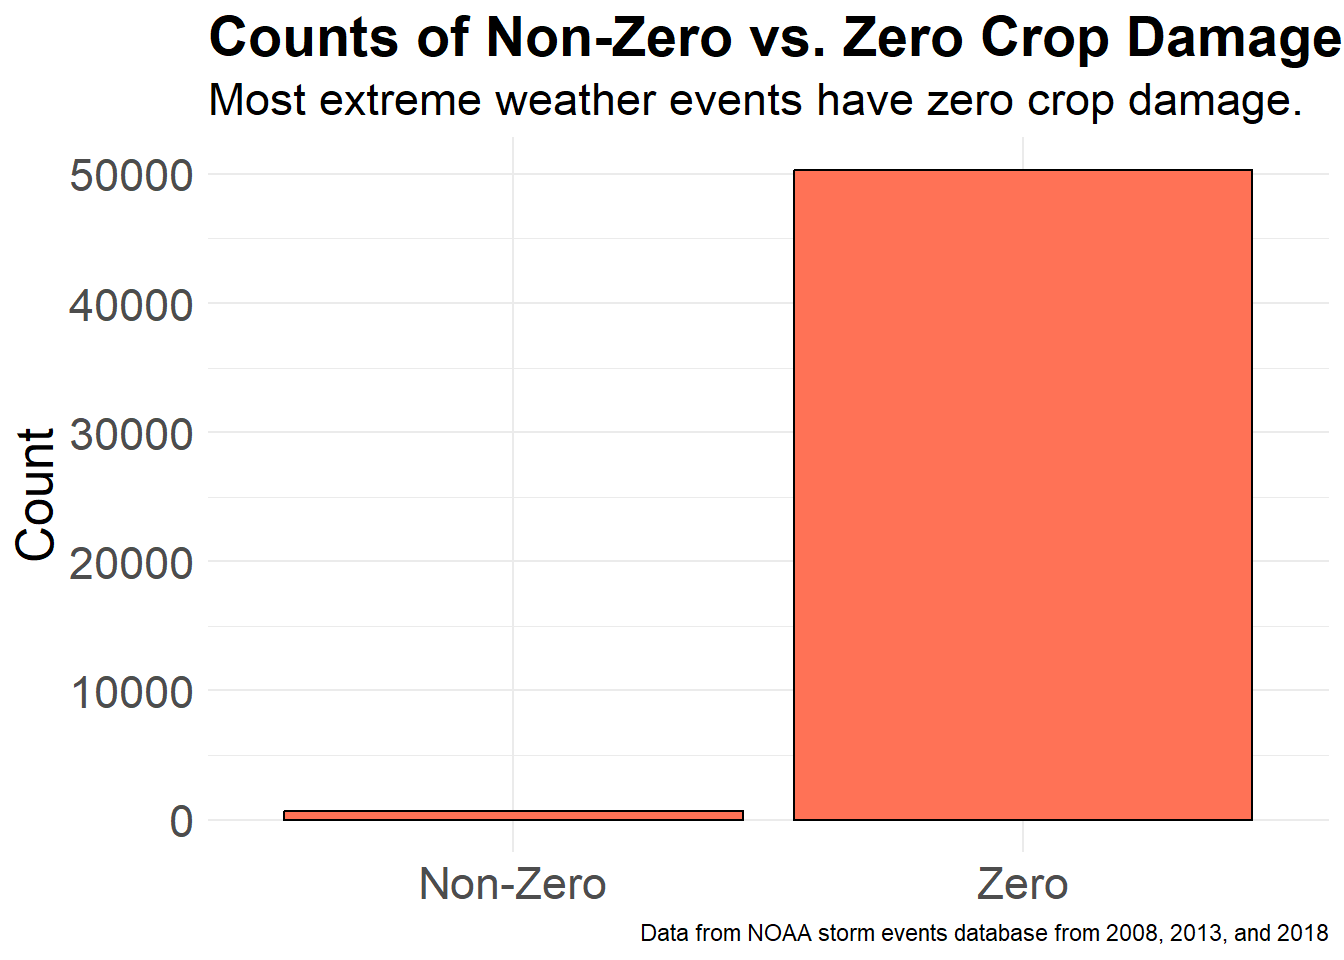 Counts of Non-Zero vs. Zero Crop Damage
Most extreme weather events have zero crop damage.
50000
40000
30000
20000
10000
0
Count
Non-Zero
Zero
Data from NOAA storm events database from 2008, 2013, and 2018